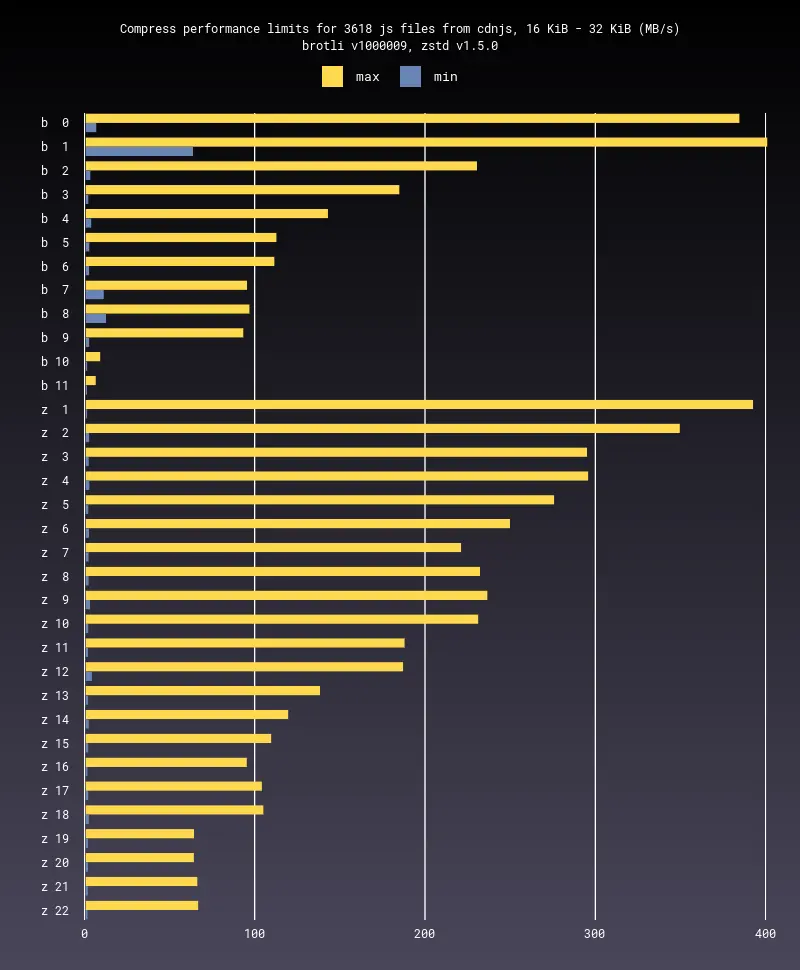 Compress performance limits for 3618 js files from cdnjs, 16 KiB - 32 KiB (MB/s)
brotli v1000009, zstd v1.5.0
max min
b 0
b 1
b 2
b 3
b 4
b 5
b 6
b 7
b 8
b 9
b 10
b 11
z 1
z 2
z 3
z 4
z 5
z 6
z 7
z 8
z 9
z 10
z 11
z 12
z 13
z 14
z 15
z 16
z 17
z 18
z 19
z 20
z 21
z 22
0 100 200 300 400